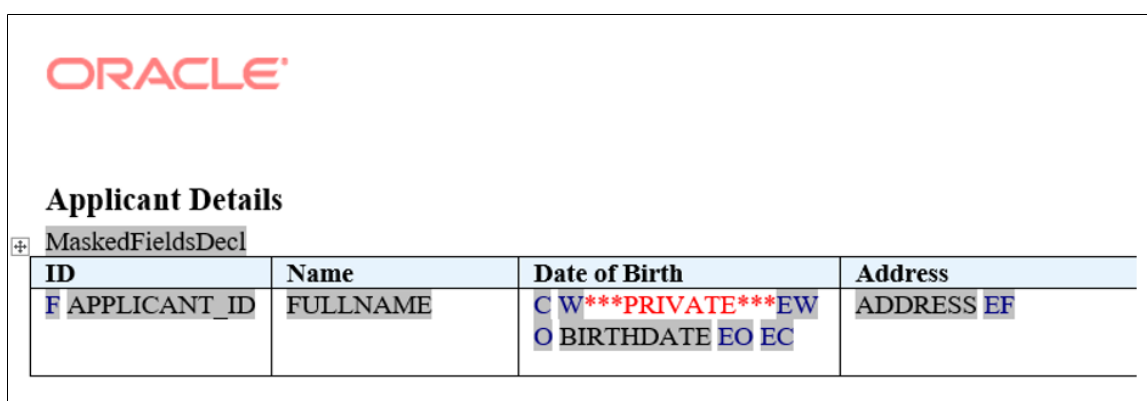 ORACLE
Applicant Details
MaskedFieldsDecl
ID Name Date of Birth Address
F APPLICANT_ID FULLNAME C W***PRIVATE***EW ADDRESS EF
O BIRTHDATE EO EC